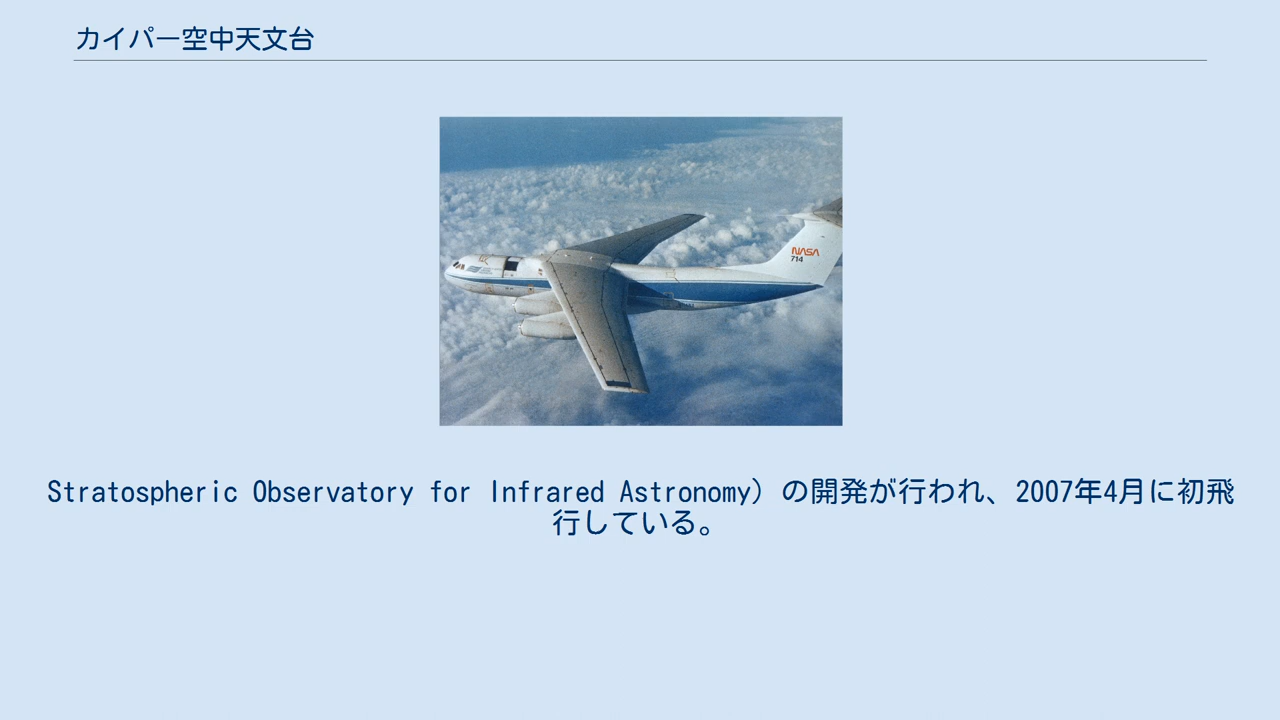 カイパー空中天文台
NASA
714
Stratospheric Observatory for Infrared Astronomy）の開発が行われ、2007年4月に初飛
行している。